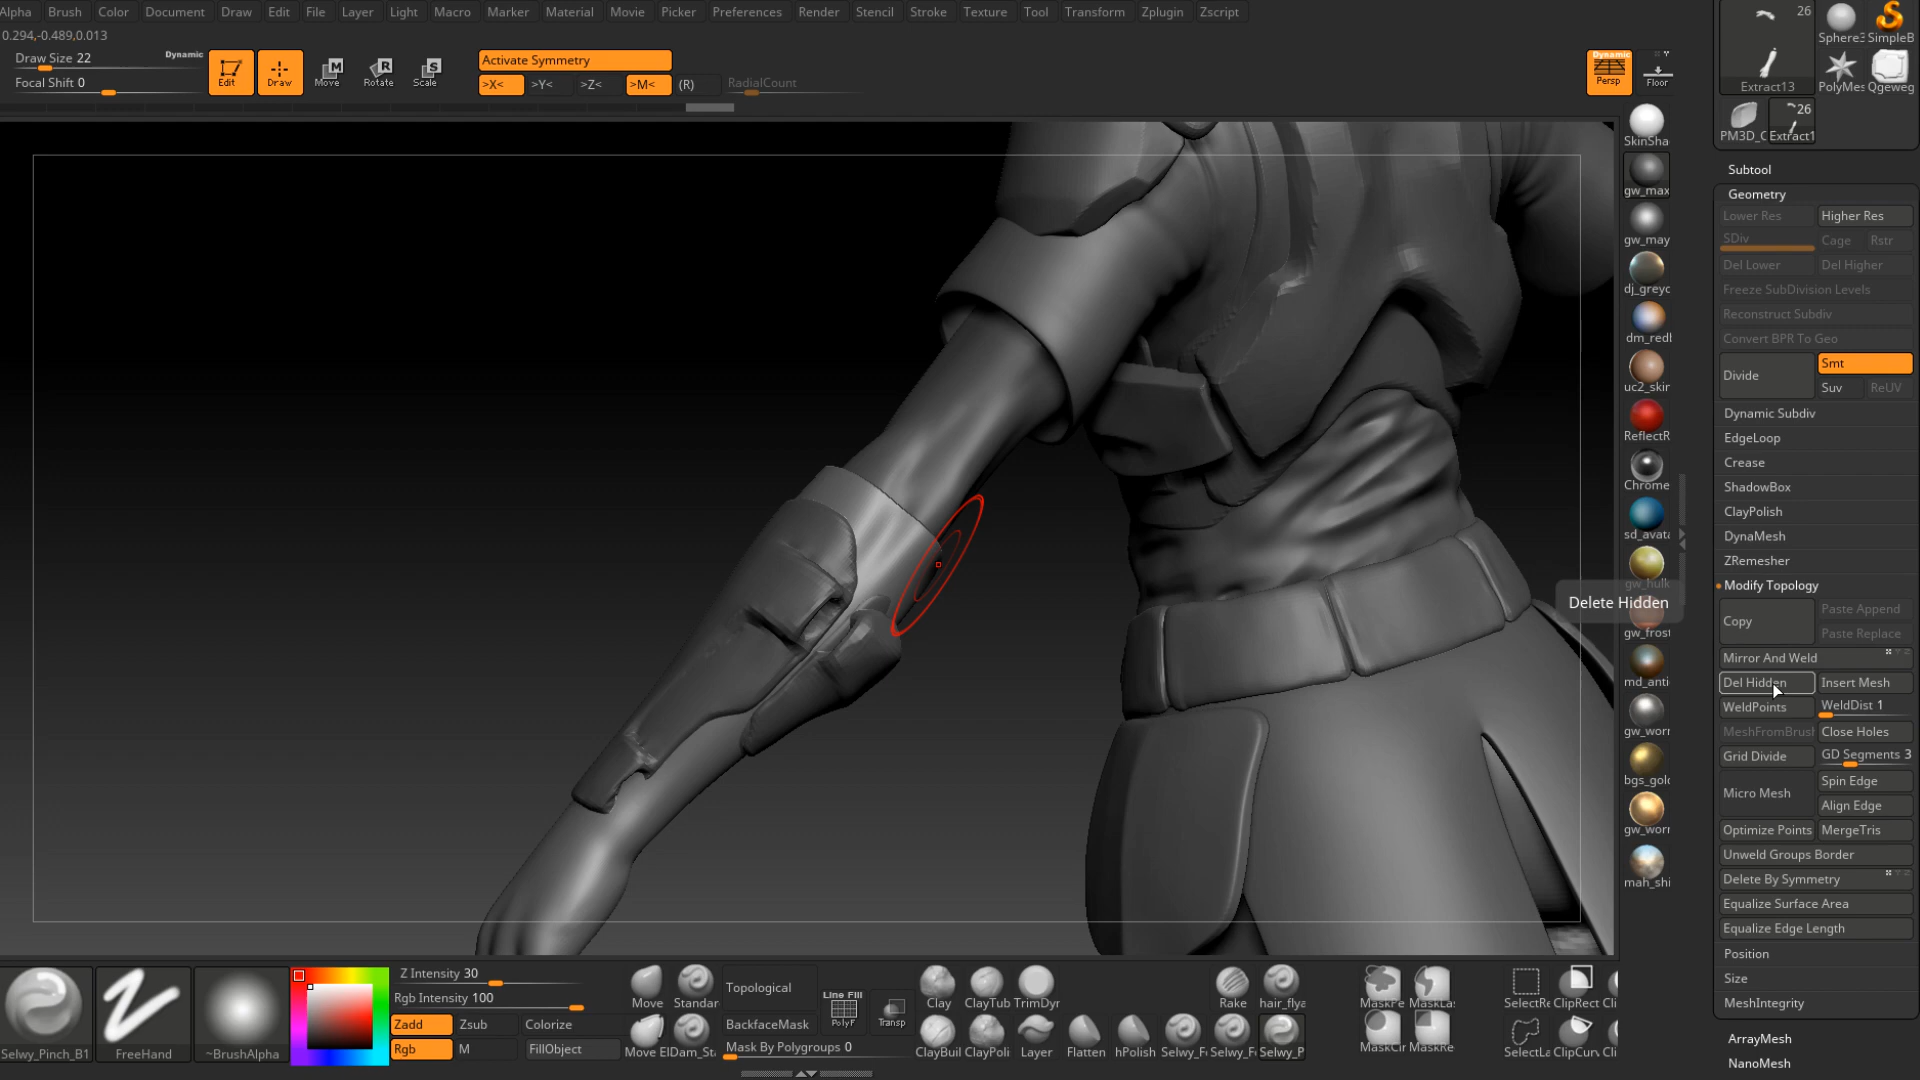 Alpha Brush Color Document Draw Edit File Layer Light Macro Marker Material Movie Picker Preferences Render Stencil Stroke Texture Tool Transform Zplugin Zscript
0.294,-0.489,0.013
Draw Size 22
Dynamic
Focal Shift 0
Edit
Draw
M
Move
R
Rotate
S
Scale
Activate Symmetry
>X< >Y< >Z< >M< (R) RadialCount
Dynamic
Persp
Floor
26
Extract13
Sphere3
SimpleB
PolyMes
Qgeweg
PM3D_C
26
Extract1
SkinSha
gw_max
gw_may
dj_greyc
dm_redl
uc2_skir
ReflectR
Chrome
sd_avata
gw_hulk
gw_frost
md_anti
gw_worr
bgs_gold
gw_worr
mah_shi
Delete Hidden
Subtool
Geometry
Lower Res Higher Res
SDiv Cage Rstr
Del Lower Del Higher
Freeze SubDivision Levels
Reconstruct Subdiv
Convert BPR To Geo
Divide Smt
Suv ReUV
Dynamic Subdiv
EdgeLoop
Crease
ShadowBox
ClayPolish
DynaMesh
ZRemesher
Modify Topology
Copy Paste Append
Paste Replace
Mirror And Weld
Del Hidden Insert Mesh
WeldPoints WeldDist 1
MeshFromBrush Close Holes
Grid Divide GD Segments 3
Micro Mesh Spin Edge
Align Edge
Optimize Points MergeTris
Unweld Groups Border
Delete By Symmetry
Equalize Surface Area
Equalize Edge Length
Position
Size
MeshIntegrity
ArrayMesh
NanoMesh
Selwy_Pinch_B1
FreeHand
~BrushAlpha
Z Intensity 30
Rgb Intensity 100
Zadd Zsub Colorize
Rgb M FillObject
Move
Standar
Move ElDam_St
Topological
BackfaceMask
Mask By Polygroups 0
Line Fill
PolyF
Transp
Clay ClayTub TrimDyr
ClayBuil ClayPoli Layer Flatten hPolish Selwy_F Selwy_F Selwy_P
Rake hair_flya
MaskPe MaskLa
MaskCir MaskRe
SelectRe ClipRect Cli
SelectLa ClipCurv Cli